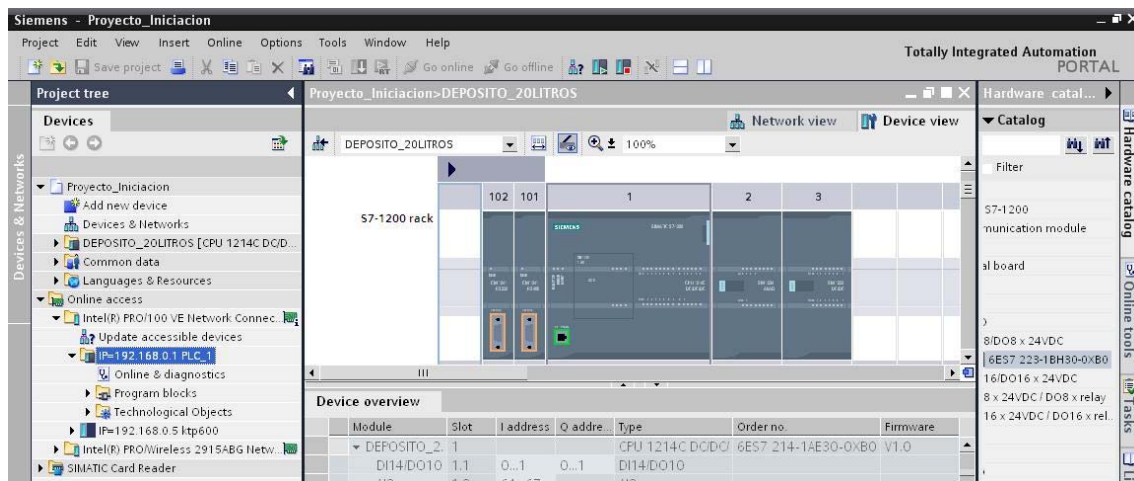 Siemens - Proyecto_Iniciacion
Project Edit View Insert Online Options Tools Window Help
Totally Integrated Automation
PORTAL
Save project Go online Go offline
Project tree
Proyecto_Iniciacion>DEPOSITO_20LITROS
Hardware catal...
Devices
Network view Device view
Catalog
DEPOSITO_20LITROS 100%
Filter
Devices & Networks
Proyecto_Iniciacion
Add new device
Devices & Networks
DEPOSITO_20LITROS [CPU 1214C DC/D...
Common data
Languages & Resources
Online access
Intel(R) PRO/100 VE Network Connec...
Update accessible devices
IP=192.168.0.1 PLC_1
Online & diagnostics
Program blocks
Technological Objects
IP=192.168.0.5 ktp600
Intel(R) PRO/Wireless 2915ABG Netw...
SIMATIC Card Reader
102 101 1 2 3
S7-1200 rack
SIEMENS
Device overview
Module Slot I address Q addre... Type Order no. Firmware
DEPOSITO_2. 1 CPU 1214C DC/DC/ 6ES7 214-1AE30-0XB0 V1.0
DI14/DO10 1.1 0...1 0...1 DI14/DO10
S7-1200
munication module
al board
8/DO8 x 24VDC
6ES7 223-1BH30-0XB0
16/DO16 x 24VDC
8 x 24VDC / DO8 x relay
16 x 24VDC / DO16 x rel...
Hardware catalog
Online tools
Tasks